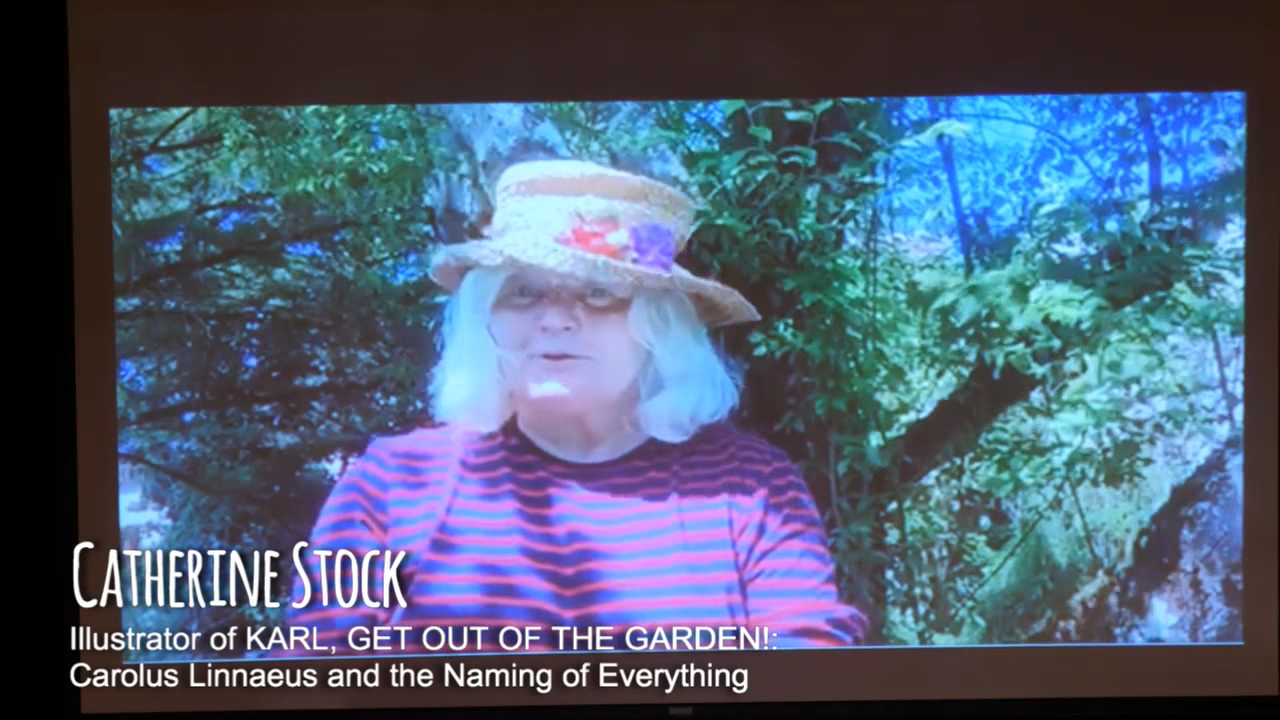 CATHERINE STOCK
Illustrator of KARL, GET OUT OF THE GARDEN!:
Carolus Linnaeus and the Naming of Everything